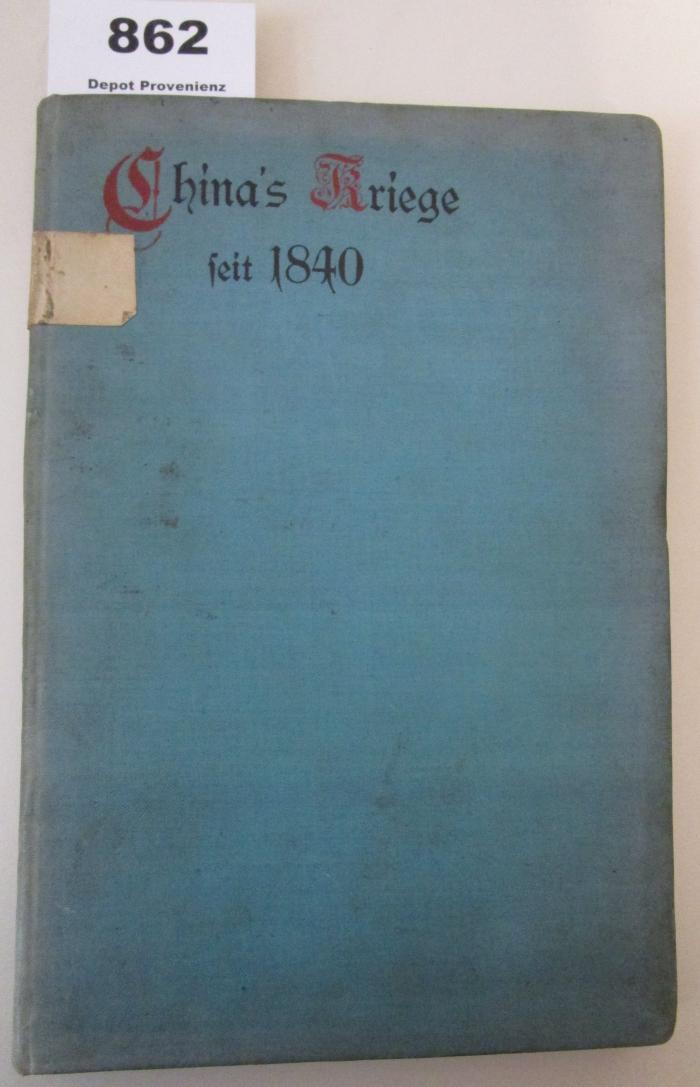 862
Depot Provenienz
China's Kriege
ſeit 1840